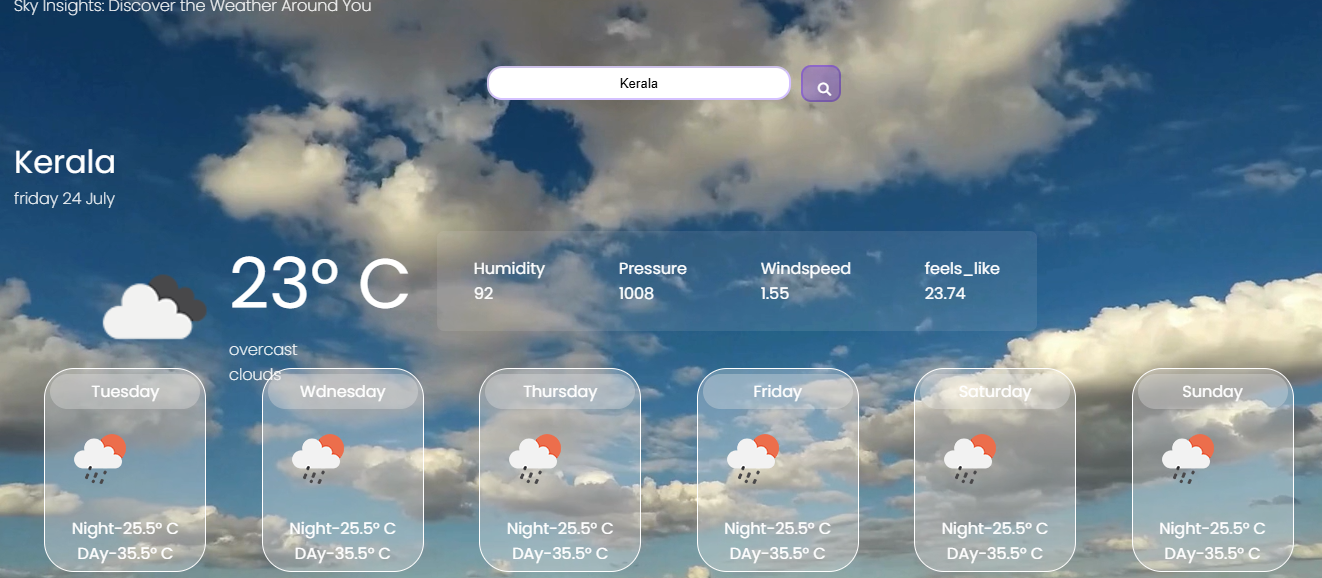 Sky Insights: Discover the Weather Around You
Kerala
Kerala
friday 24 July
23° C
overcast
clouds
Humidity Pressure Windspeed feels_like
92 1008 1.55 23.74
Tuesday Wdnesday Thursday Friday Saturday Sunday
Night-25.5° C Night-25.5° C Night-25.5° C Night-25.5° C Night-25.5° C Night-25.5° C
DAy-35.5° C DAy-35.5° C DAy-35.5° C DAy-35.5° C DAy-35.5° C DAy-35.5° C